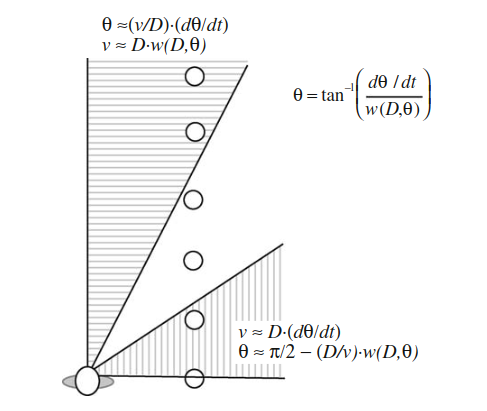 θ ≈(v/D)·(dθ/dt)
v ≈ D·w(D,θ)
θ = tan⁻¹(dθ / dt / w(D,θ))
v ≈ D·(dθ/dt)
θ ≈ π/2 − (D/v)·w(D,θ)